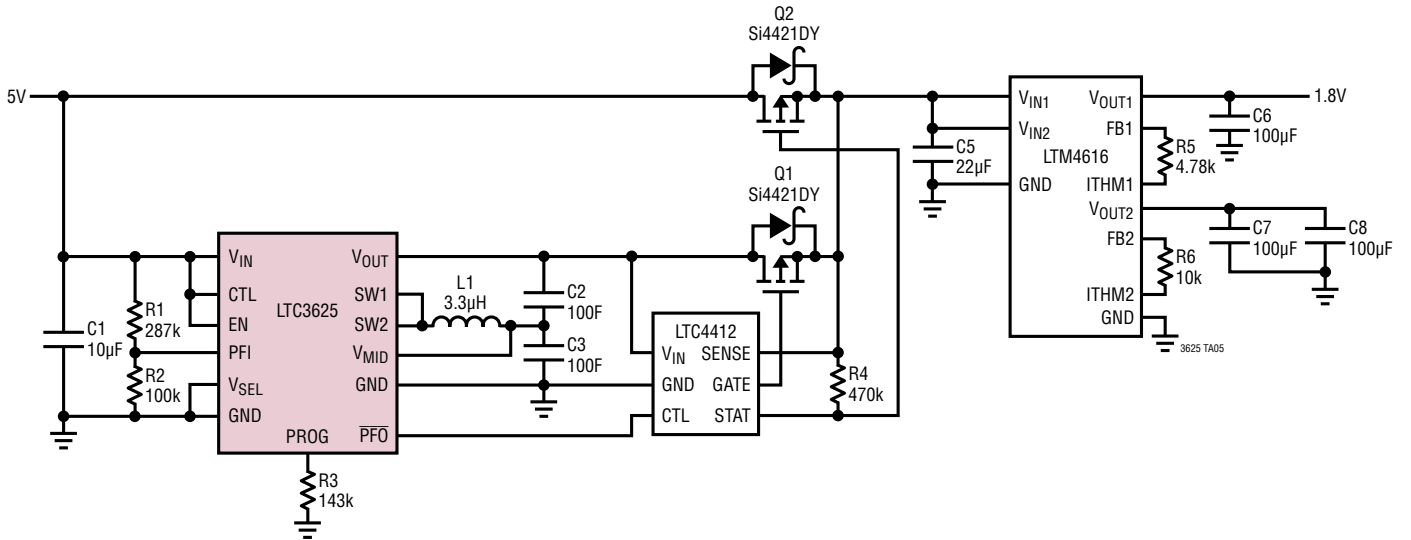 Q2
Si4421DY
5V
VIN1
VOUT1
1.8V
VIN2
FB1
C6
100µF
C5
22µF
LTM4616
R5
4.78k
Q1
Si4421DY
GND
ITHM1
VOUT2
C7
100µF
C8
100µF
FB2
R6
10k
ITHM2
GND
3625 TA05
VIN
VOUT
L1
3.3µH
CTL
SW1
C2
100F
LTC3625
R1
287k
EN
SW2
C1
10µF
PFI
VMID
C3
100F
LTC4412
VIN
SENSE
R2
100k
VSEL
GND
GND
GATE
R4
470k
GND
CTL
STAT
PROG
PFO
R3
143k